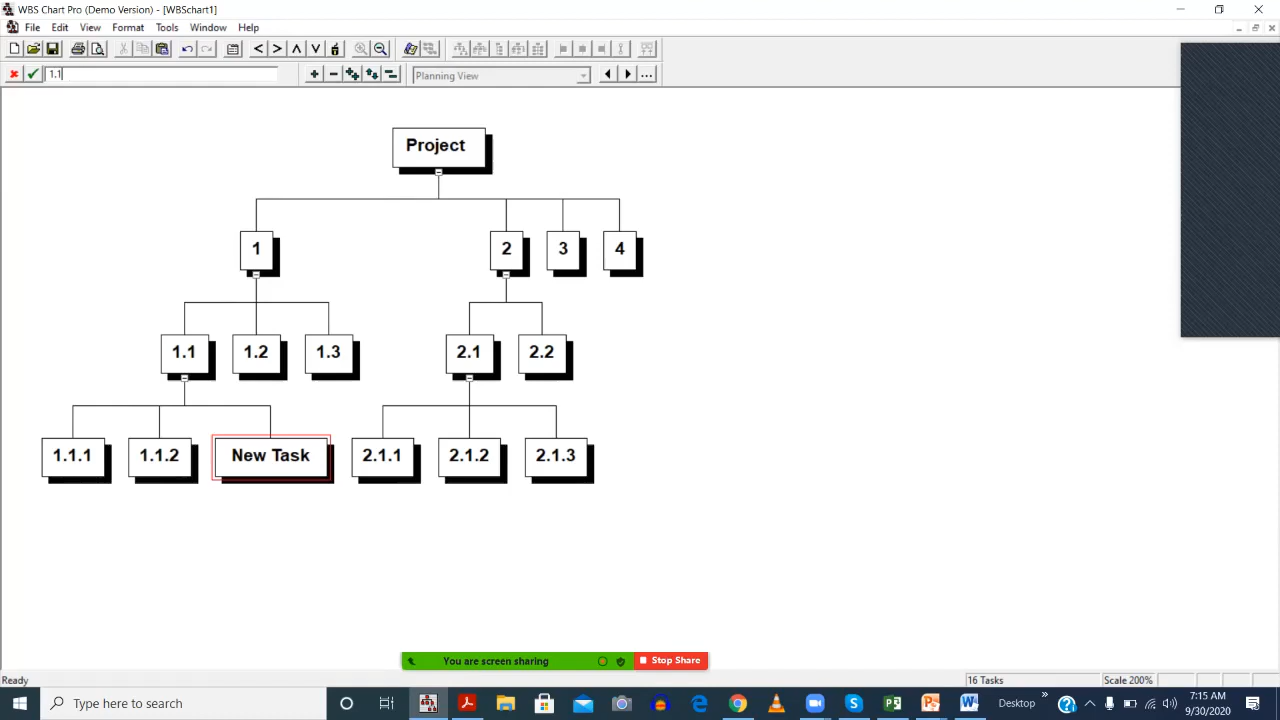 WBS Chart Pro (Demo Version) - [WBSchart1]
File Edit View Format Tools Window Help
1.1
Planning View
Project
1 2 3 4
1.1 1.2 1.3 2.1 2.2
1.1.1 1.1.2 New Task 2.1.1 2.1.2 2.1.3
You are screen sharing Stop Share
Ready 16 Tasks Scale 200%
Type here to search
Desktop
7:15 AM
9/30/2020